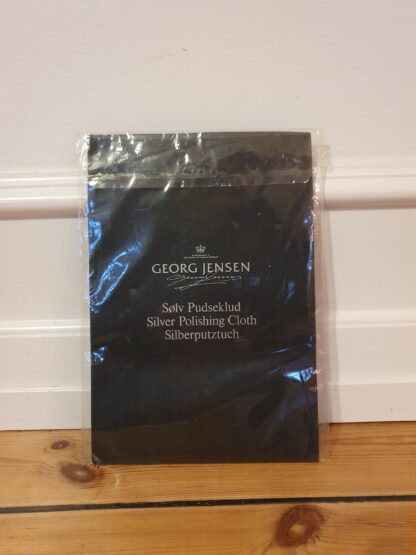 GEORG JENSEN
Sølv Pudseklud
Silver Polishing Cloth
Silberputztuch